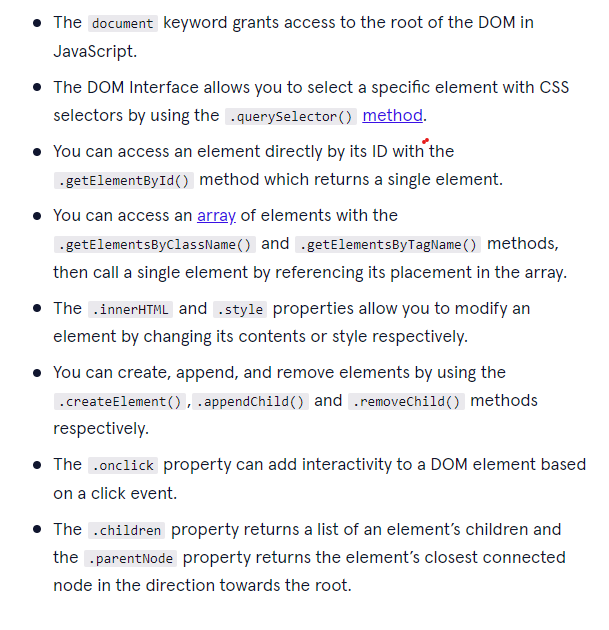 • The document keyword grants access to the root of the DOM in
JavaScript.
• The DOM Interface allows you to select a specific element with CSS
selectors by using the .querySelector() method.
• You can access an element directly by its ID with the
.getElementById() method which returns a single element.
• You can access an array of elements with the
.getElementsByClassName() and .getElementsByTagName() methods,
then call a single element by referencing its placement in the array.
• The .innerHTML and .style properties allow you to modify an
element by changing its contents or style respectively.
• You can create, append, and remove elements by using the
.createElement(), .appendChild() and .removeChild() methods
respectively.
• The .onclick property can add interactivity to a DOM element based
on a click event.
• The .children property returns a list of an element’s children and
the .parentNode property returns the element’s closest connected
node in the direction towards the root.